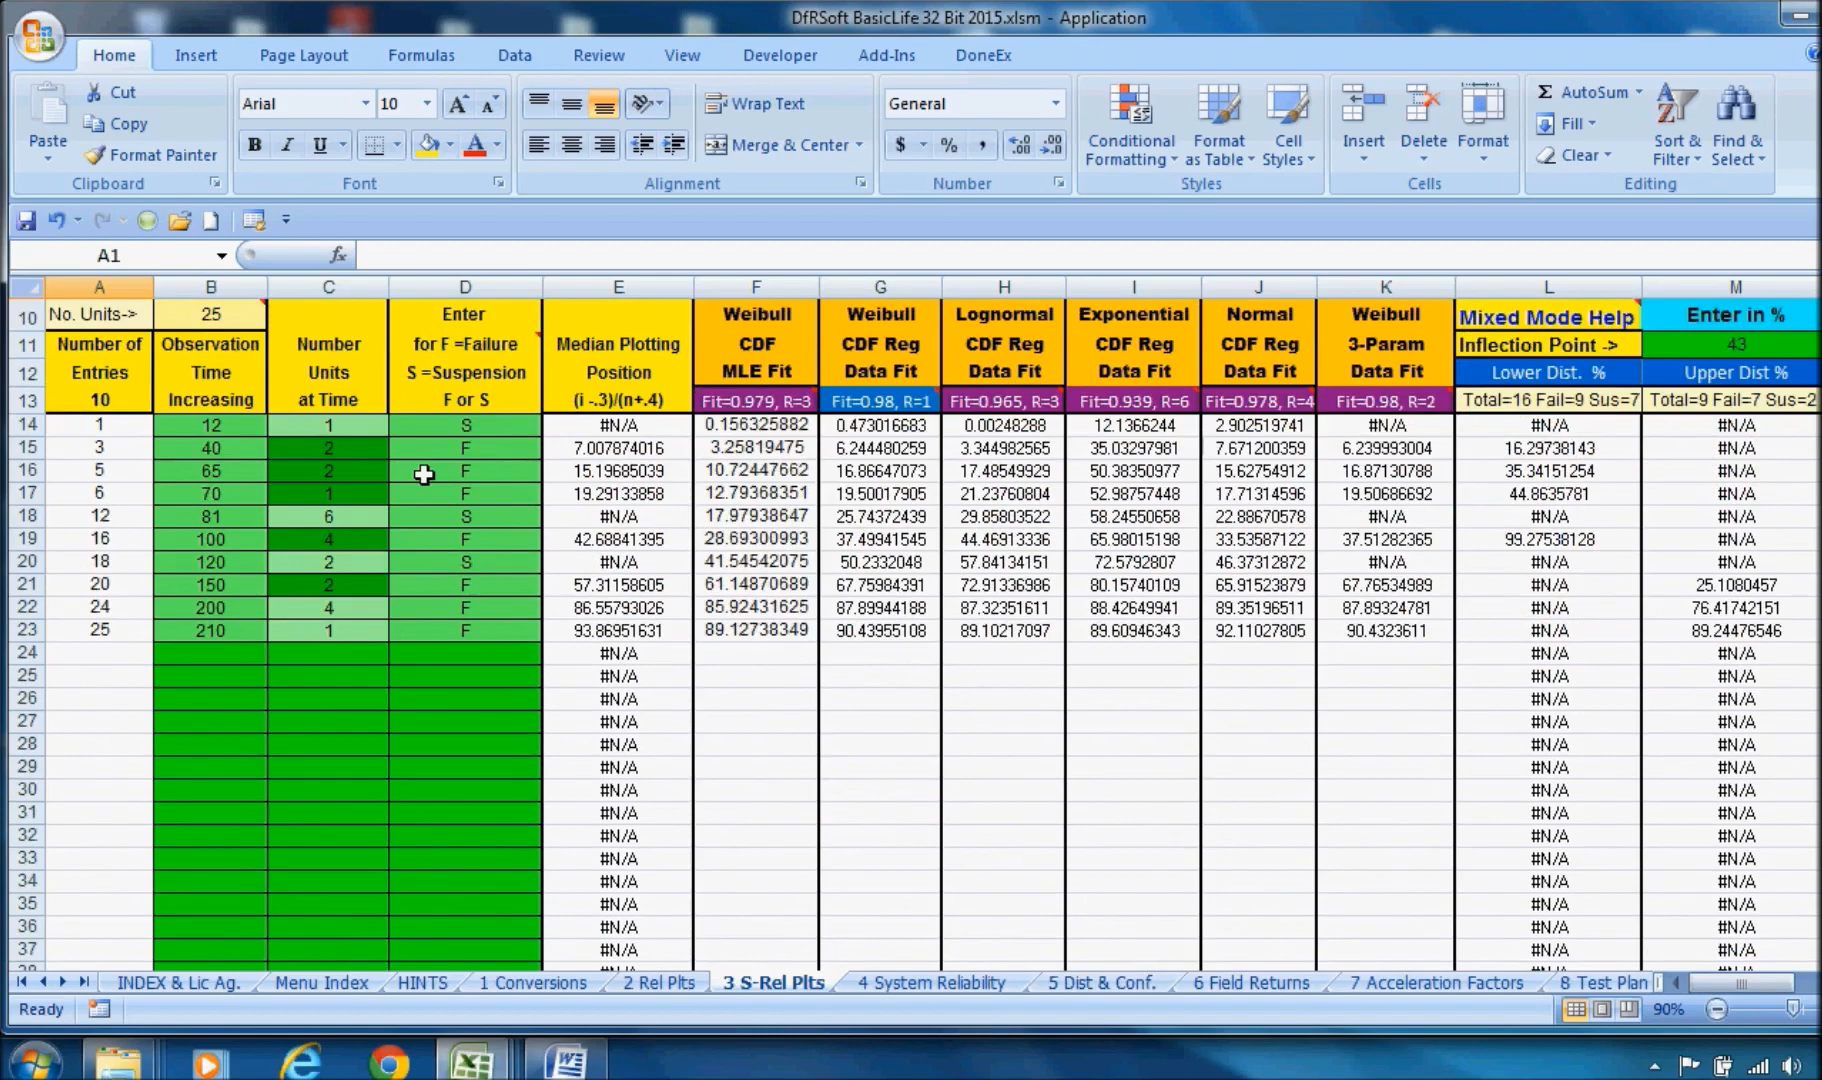 DfRSoft BasicLife 32 Bit 2015.xlsm - Application
Home Insert Page Layout Formulas Data Review View Developer Add-Ins DoneEx
Paste
Cut
Copy
Format Painter
Clipboard
Arial 10
A A
B I U A
Font
Wrap Text
Merge & Center
Alignment
General
$ % ,
Number
Conditional Formatting
Format as Table
Cell Styles
Styles
Insert Delete Format
Cells
Σ AutoSum
Fill
Clear
Sort & Filter
Find & Select
Editing
A1 fx
A B C D E F G H I J K L M
10 No. Units-> 25 Enter Weibull Weibull Lognormal Exponential Normal Weibull Mixed Mode Help Enter in %
11 Number of Observation Number for F =Failure Median Plotting CDF CDF Reg CDF Reg CDF Reg CDF Reg 3-Param Inflection Point -> 43
12 Entries Time Units S =Suspension Position MLE Fit Data Fit Data Fit Data Fit Data Fit Data Fit Lower Dist. % Upper Dist %
13 10 Increasing at Time F or S (i -.3)/(n+.4) Fit=0.979, R=3 Fit=0.98, R=1 Fit=0.965, R=3 Fit=0.939, R=6 Fit=0.978, R=4 Fit=0.98, R=2 Total=16 Fail=9 Sus=7 Total=9 Fail=7 Sus=2
14 1 12 1 S #N/A 0.156325882 0.473016683 0.00248288 12.1366244 2.902519741 #N/A #N/A #N/A
15 3 40 2 F 7.007874016 3.25819475 6.244480259 3.344982565 35.03297981 7.671200359 6.239993004 16.29738143 #N/A
16 5 65 2 F 15.19685039 10.72447662 16.86647073 17.48549929 50.38350977 15.62754912 16.87130788 35.34151254 #N/A
17 6 70 1 F 19.29133858 12.79368351 19.50017905 21.23760804 52.98757448 17.71314596 19.50686692 44.8635781 #N/A
18 12 81 6 S #N/A 17.97938647 25.74372439 29.85803522 58.24550658 22.88670578 #N/A #N/A #N/A
19 16 100 4 F 42.68841395 28.69300993 37.49941545 44.46913336 65.98015198 33.53587122 37.51282365 99.27538128 #N/A
20 18 120 2 S #N/A 41.54542075 50.2332048 57.84134151 72.5792807 46.37312872 #N/A #N/A #N/A
21 20 150 2 F 57.31158605 61.14870689 67.75984391 72.91336986 80.15740109 65.91523879 67.76534989 #N/A 25.1080457
22 24 200 4 F 86.55793026 85.92431625 87.89944188 87.32351611 88.42649941 89.35196511 87.89324781 #N/A 76.41742151
23 25 210 1 F 93.86951631 89.12738349 90.43955108 89.10217097 89.60946343 92.11027805 90.4323611 #N/A 89.24476546
24 #N/A #N/A #N/A
25 #N/A #N/A #N/A
26 #N/A #N/A #N/A
27 #N/A #N/A #N/A
28 #N/A #N/A #N/A
29 #N/A #N/A #N/A
30 #N/A #N/A #N/A
31 #N/A #N/A #N/A
32 #N/A #N/A #N/A
33 #N/A #N/A #N/A
34 #N/A #N/A #N/A
35 #N/A #N/A #N/A
36 #N/A #N/A #N/A
37 #N/A #N/A #N/A
INDEX & Lic Ag. Menu Index HINTS 1 Conversions 2 Rel Plts 3 S-Rel Plts 4 System Reliability 5 Dist & Conf. 6 Field Returns 7 Acceleration Factors 8 Test Plan
Ready 90%